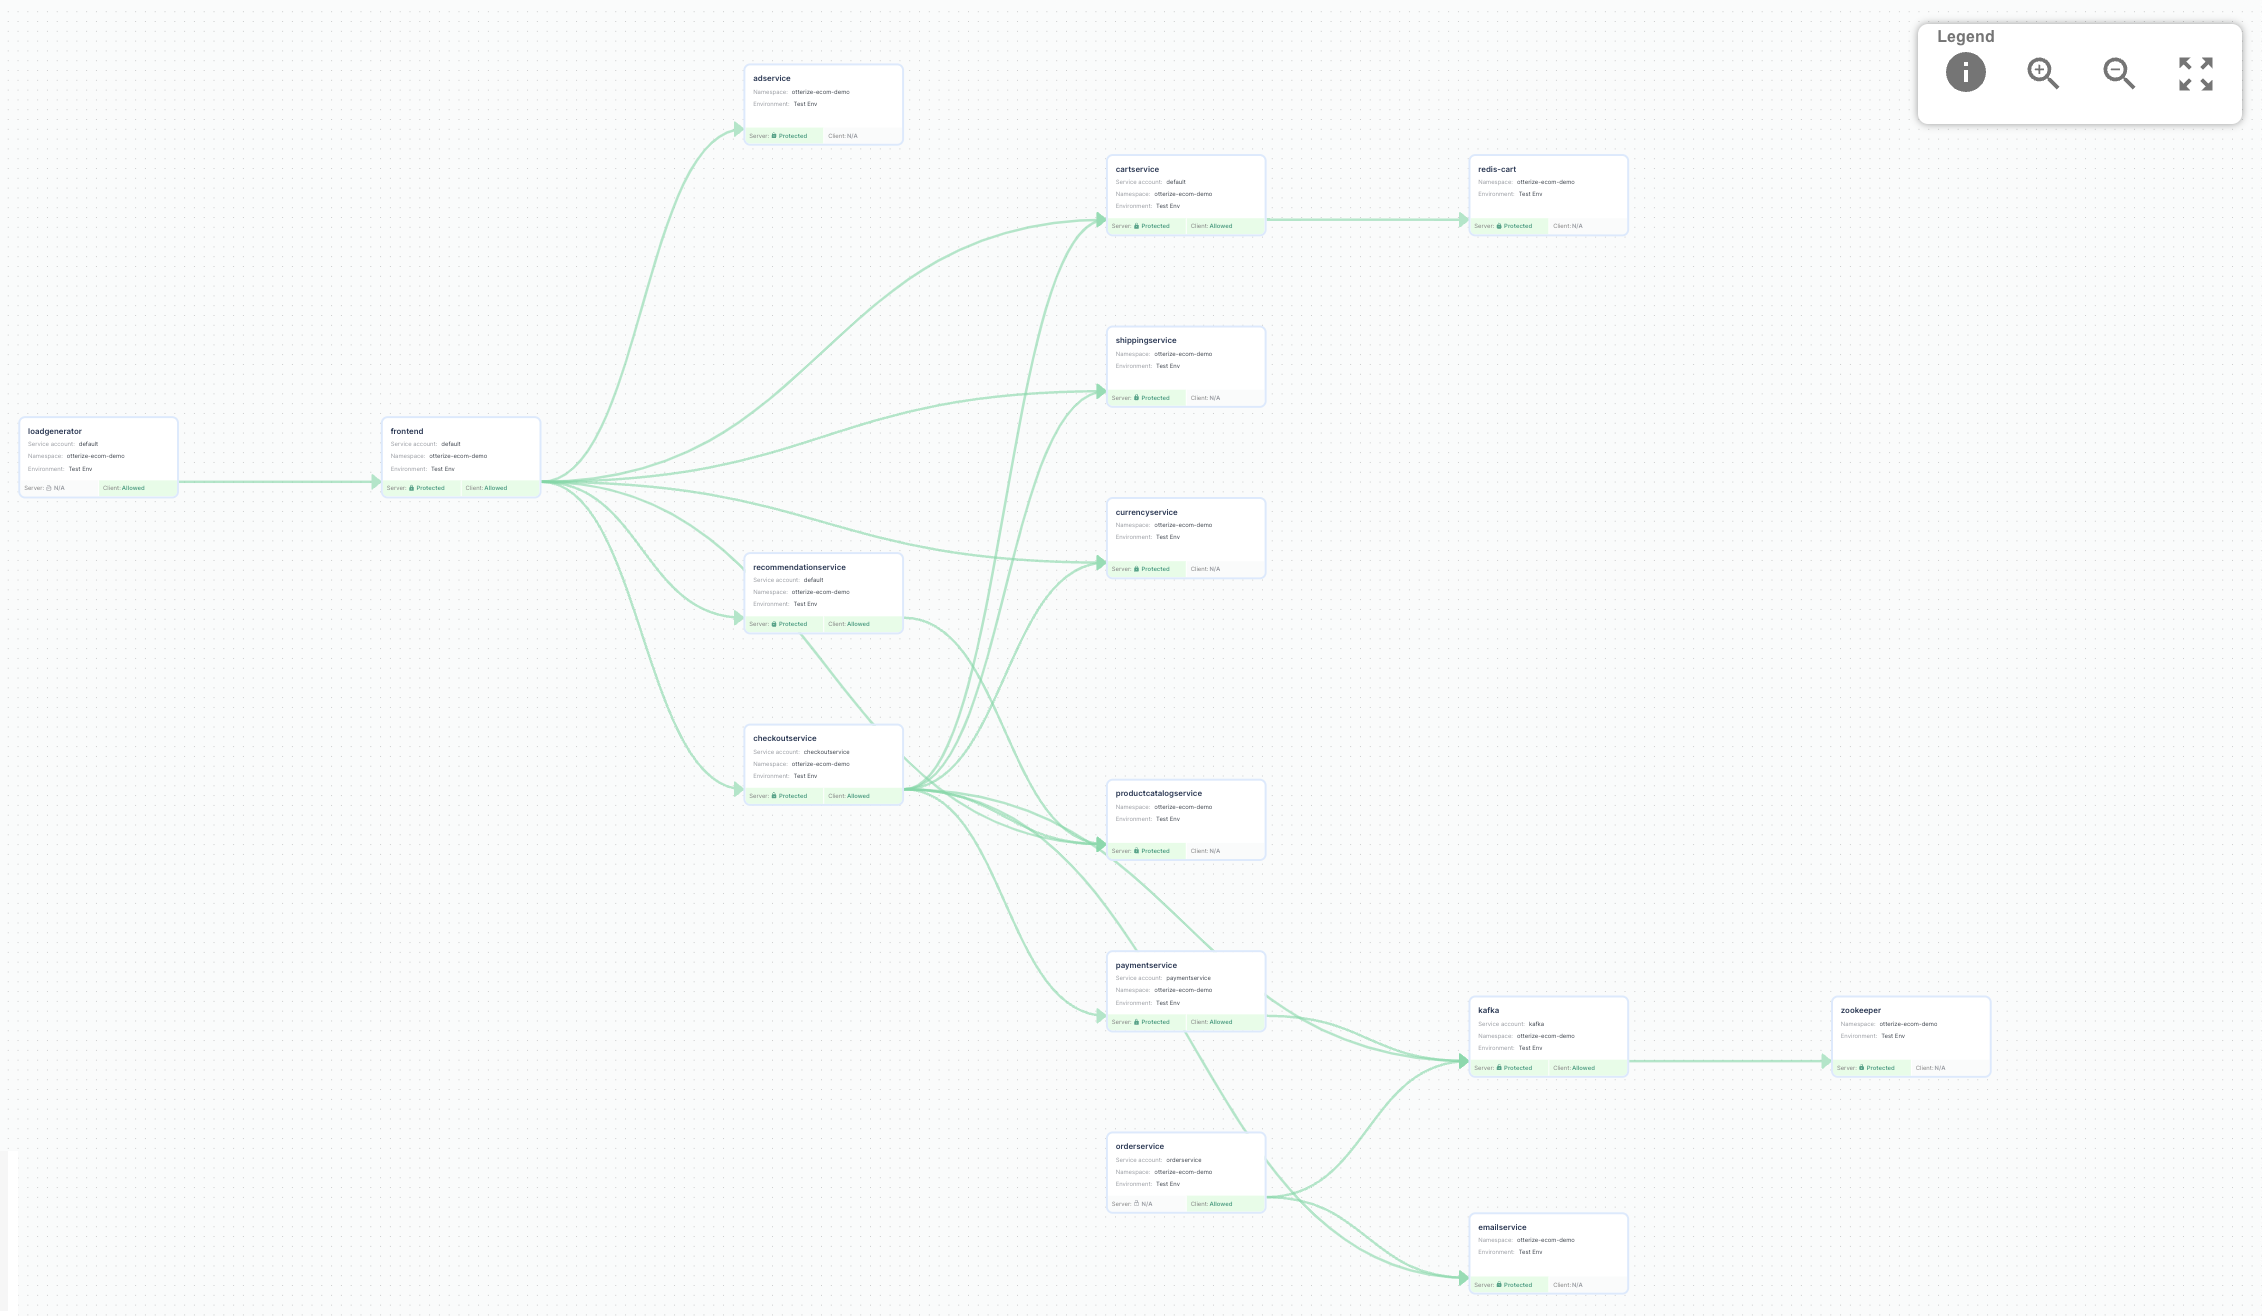 Legend
adservice
Namespace: otterize-ecom-demo
Environment: Test Env
Server: Protected Client: N/A
cartservice
Service account: default
Namespace: otterize-ecom-demo
Environment: Test Env
Server: Protected Client: Allowed
redis-cart
Namespace: otterize-ecom-demo
Environment: Test Env
Server: Protected Client: N/A
shippingservice
Namespace: otterize-ecom-demo
Environment: Test Env
Server: Protected Client: N/A
loadgenerator
Service account: default
Namespace: otterize-ecom-demo
Environment: Test Env
Server: N/A Client: Allowed
frontend
Service account: default
Namespace: otterize-ecom-demo
Environment: Test Env
Server: Protected Client: Allowed
currencyservice
Namespace: otterize-ecom-demo
Environment: Test Env
Server: Protected Client: N/A
recommendationservice
Service account: default
Namespace: otterize-ecom-demo
Environment: Test Env
Server: Protected Client: Allowed
checkoutservice
Service account: checkoutservice
Namespace: otterize-ecom-demo
Environment: Test Env
Server: Protected Client: Allowed
productcatalogservice
Namespace: otterize-ecom-demo
Environment: Test Env
Server: Protected Client: N/A
paymentservice
Service account: paymentservice
Namespace: otterize-ecom-demo
Environment: Test Env
Server: Protected Client: Allowed
kafka
Service account: kafka
Namespace: otterize-ecom-demo
Environment: Test Env
Server: Protected Client: Allowed
zookeeper
Namespace: otterize-ecom-demo
Environment: Test Env
Server: Protected Client: N/A
orderservice
Service account: orderservice
Namespace: otterize-ecom-demo
Environment: Test Env
Server: N/A Client: Allowed
emailservice
Namespace: otterize-ecom-demo
Environment: Test Env
Server: Protected Client: N/A